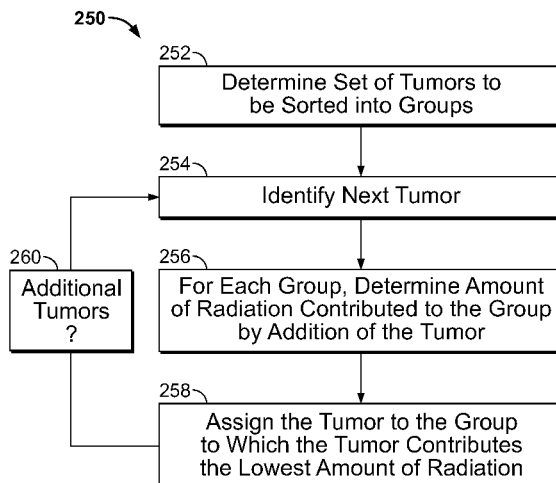 250
252
Determine Set of Tumors to
be Sorted into Groups
254
Identify Next Tumor
260
Additional
Tumors
?
256
For Each Group, Determine Amount
of Radiation Contributed to the Group
by Addition of the Tumor
258
Assign the Tumor to the Group
to Which the Tumor Contributes
the Lowest Amount of Radiation